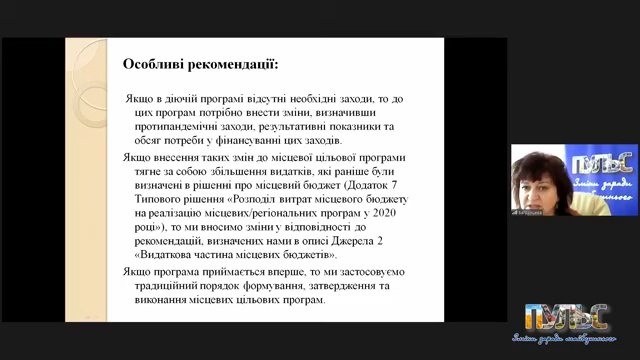 Особливі рекомендації:
Якщо в діючій програмі відсутні необхідні заходи, то до
цих програм потрібно внести зміни, визначивши
протипандемічні заходи, результативні показники та
обсяг потреби у фінансуванні цих заходів.
Якщо внесення таких змін до місцевої цільової програми
тягне за собою збільшення видатків, які раніше були
визначені в рішенні про місцевий бюджет (Додаток 7
Типового рішення «Розподіл витрат місцевого бюджету
на реалізацію місцевих/регіональних програм у 2020
році»), то ми вносимо зміни у відповідності до
рекомендацій, визначених нами в описі Джерела 2
«Видаткова частина місцевих бюджетів».
Якщо програма приймається вперше, то ми застосовуємо
традиційний порядок формування, затвердження та
виконання місцевих цільових програм.
ПУЛЬС
Зміни заради
майбутнього
ПУЛЬС
Зміни заради майбутнього